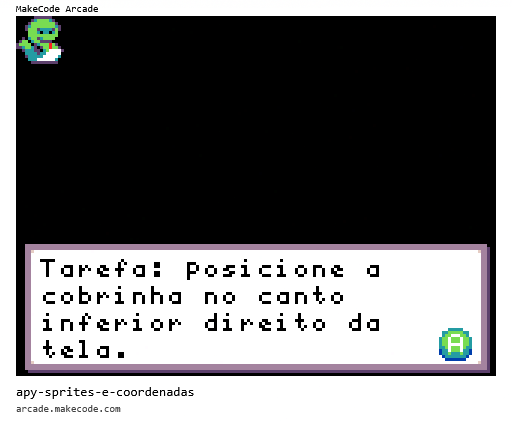 MakeCode Arcade
Tarefa: posicione a
cobrinha no canto
inferior direito da
tela.
A
apy-sprites-e-coordenadas
arcade.makecode.com